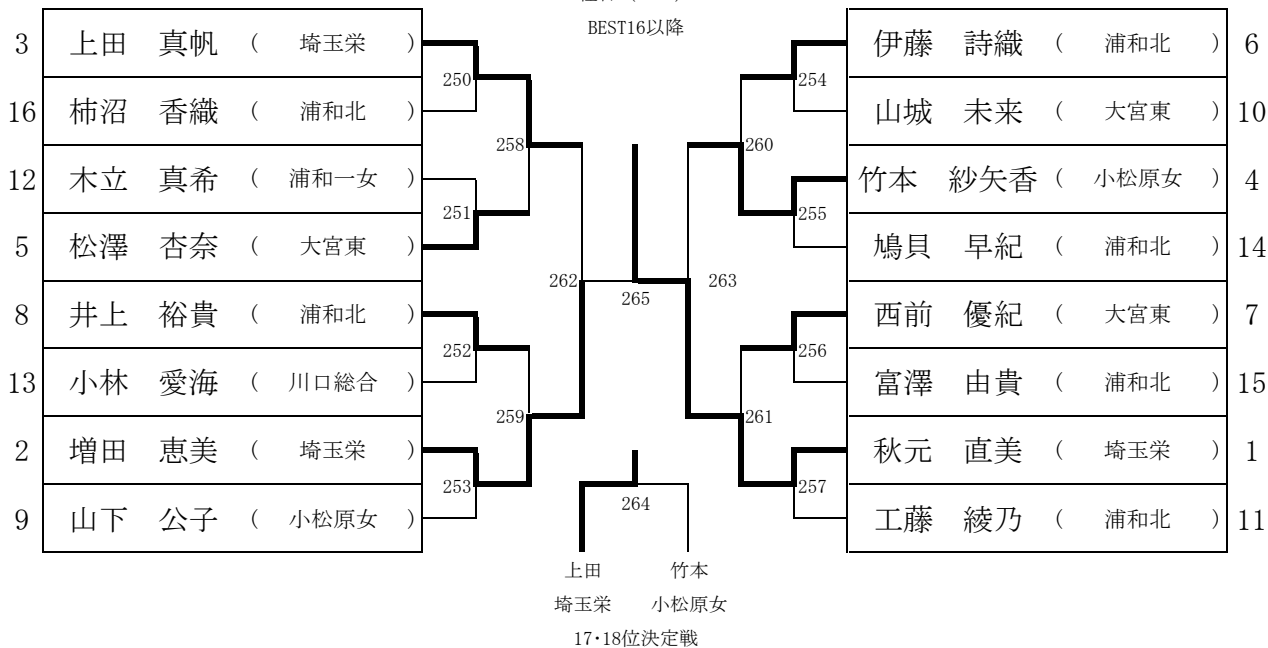 BEST16以降
3 上田 真帆 ( 埼玉栄 )
16 柿沼 香織 ( 浦和北 )
12 木立 真希 ( 浦和一女 )
5 松澤 杏奈 ( 大宮東 )
8 井上 裕貴 ( 浦和北 )
13 小林 愛海 ( 川口総合 )
2 増田 恵美 ( 埼玉栄 )
9 山下 公子 ( 小松原女 )
250
251
252
253
258
259
262
265
263
260
261
254
255
256
257
伊藤 詩織 ( 浦和北 ) 6
山城 未来 ( 大宮東 ) 10
竹本 紗矢香 ( 小松原女 ) 4
鳩貝 早紀 ( 浦和北 ) 14
西前 優紀 ( 大宮東 ) 7
富澤 由貴 ( 浦和北 ) 15
秋元 直美 ( 埼玉栄 ) 1
工藤 綾乃 ( 浦和北 ) 11
264
上田 竹本
埼玉栄 小松原女
17・18位決定戦